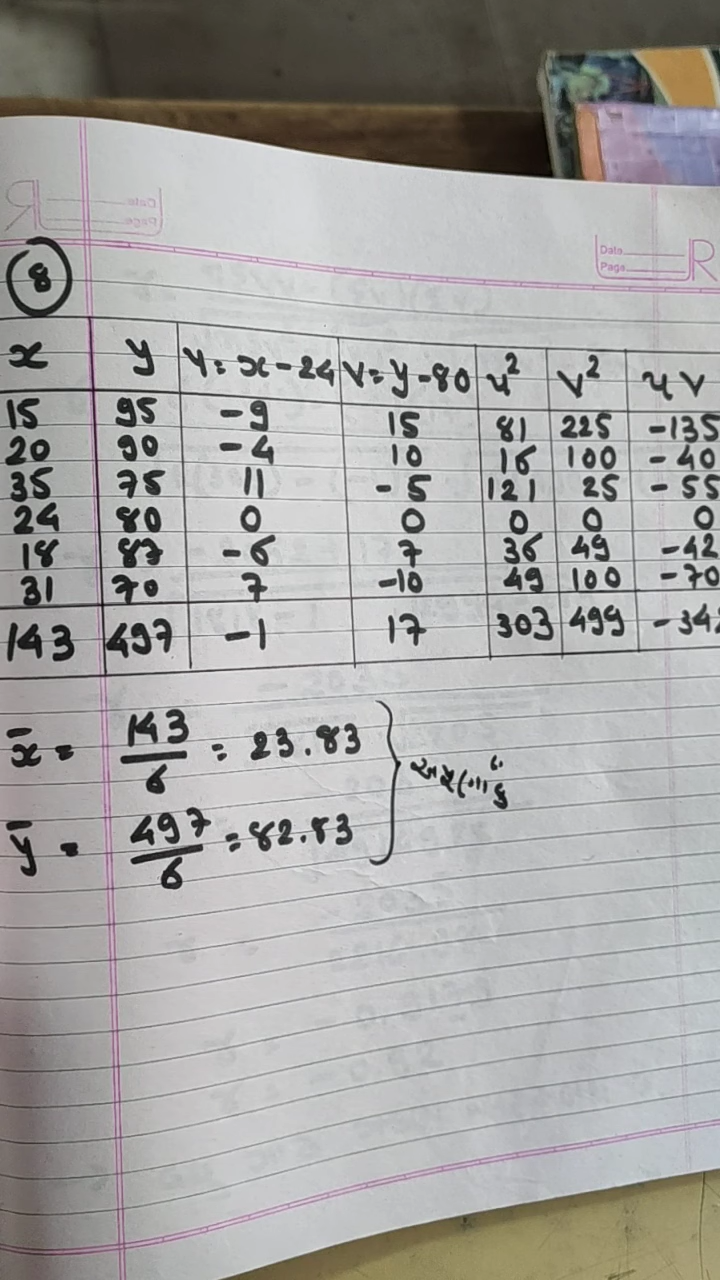 Date
Page
R
8
x y u = x - 24 v = y - 80 u² v² uv
15 95 -9 15 81 225 -135
20 90 -4 10 16 100 -40
35 75 11 -5 121 25 -55
24 80 0 0 0 0 0
18 87 -6 7 36 49 -42
31 70 7 -10 49 100 -70
143 497 -1 17 303 499 -342
x̄ = 143/6 = 23.83
ȳ = 497/6 = 82.83